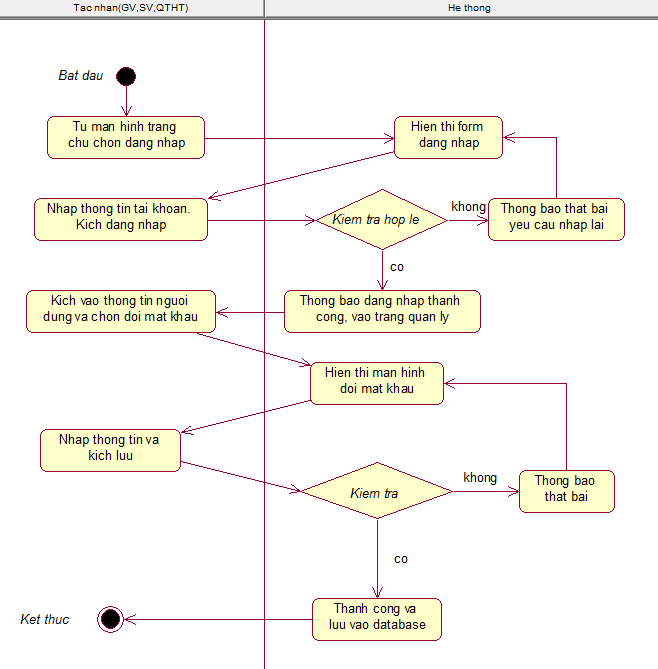 Tac nhan(GV,SV,QTHT)
He thong
Bat dau
Tu man hinh trang
chu chon dang nhap
Hien thi form
dang nhap
Nhap thong tin tai khoan.
Kich dang nhap
Kiem tra hop le
khong
Thong bao that bai
yeu cau nhap lai
co
Kich vao thong tin nguoi
dung va chon doi mat khau
Thong bao dang nhap thanh
cong, vao trang quan ly
Hien thi man hinh
doi mat khau
Nhap thong tin va
kich luu
Kiem tra
khong
Thong bao
that bai
co
Thanh cong va
luu vao database
Ket thuc